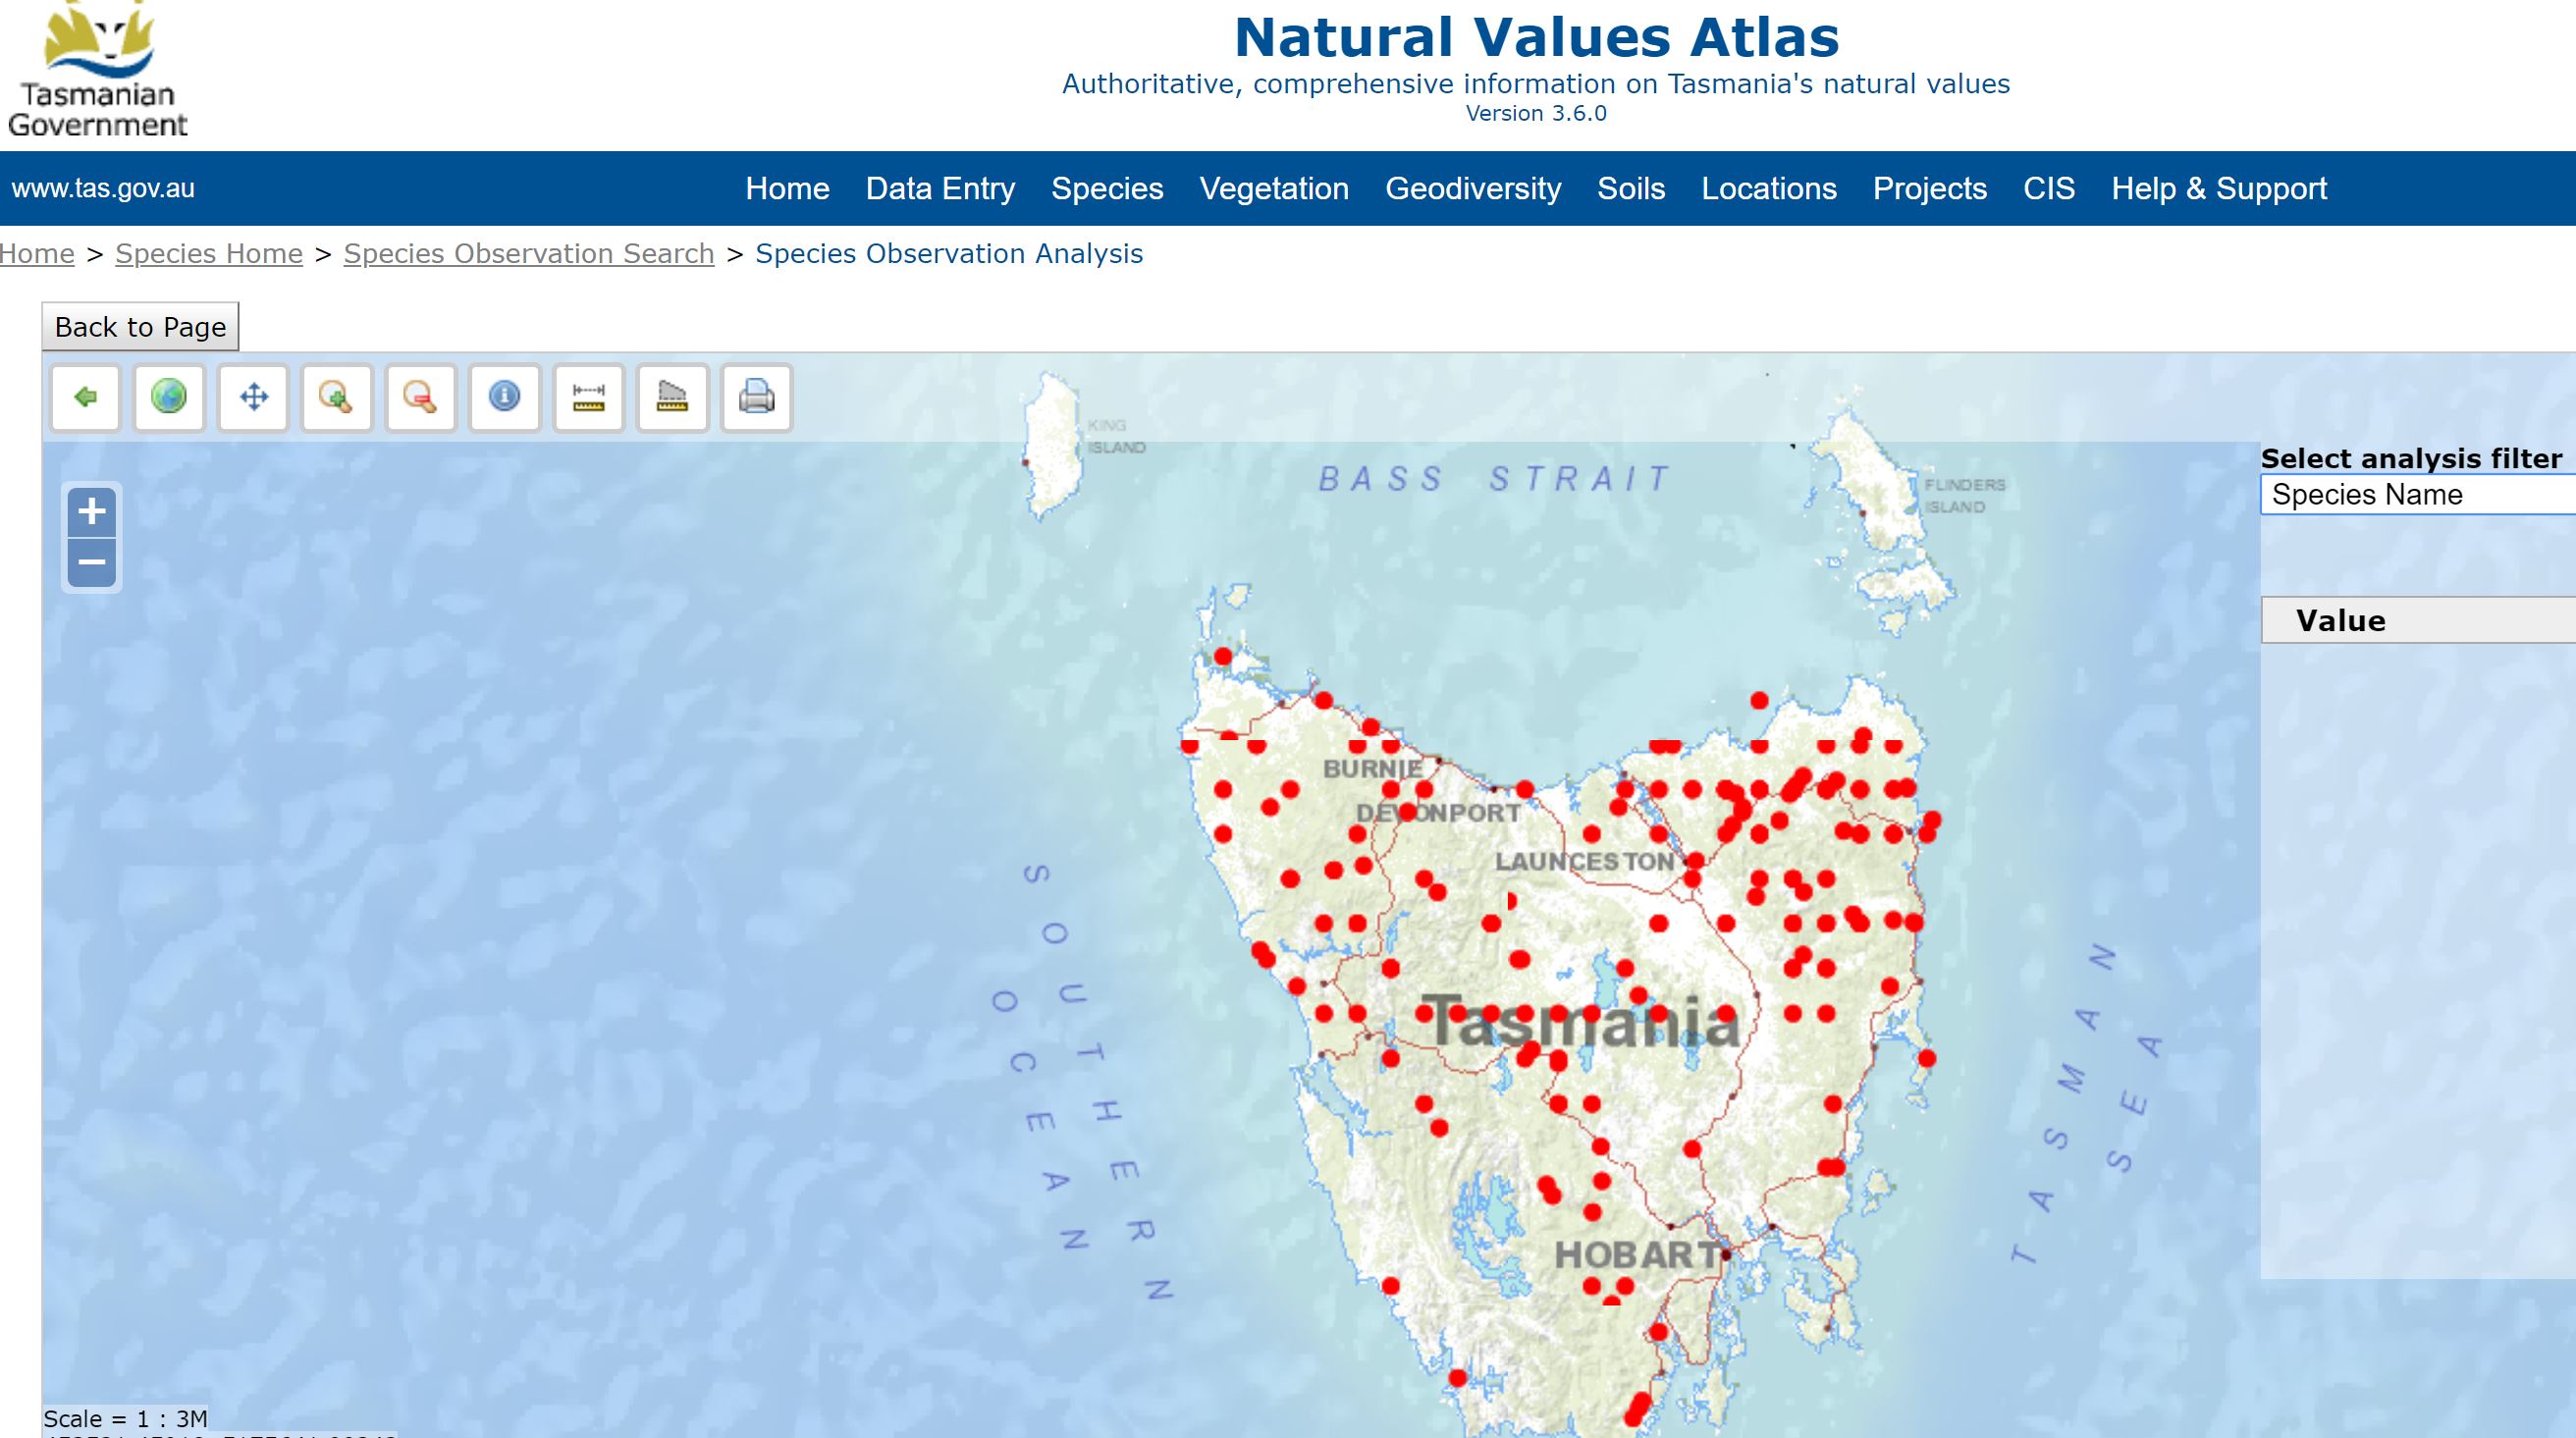 Tasmanian
Government
Natural Values Atlas
Authoritative, comprehensive information on Tasmania's natural values
Version 3.6.0
www.tas.gov.au
Home Data Entry Species Vegetation Geodiversity Soils Locations Projects CIS Help & Support
Home > Species Home > Species Observation Search > Species Observation Analysis
Back to Page
KING
ISLAND
BASS STRAIT
FLINDERS
ISLAND
Select analysis filter
Species Name
Value
BURNIE
DEVONPORT
LAUNCESTON
Tasmania
HOBART
SOUTHERN
OCEAN
TASMAN
SEA
Scale = 1 : 3M